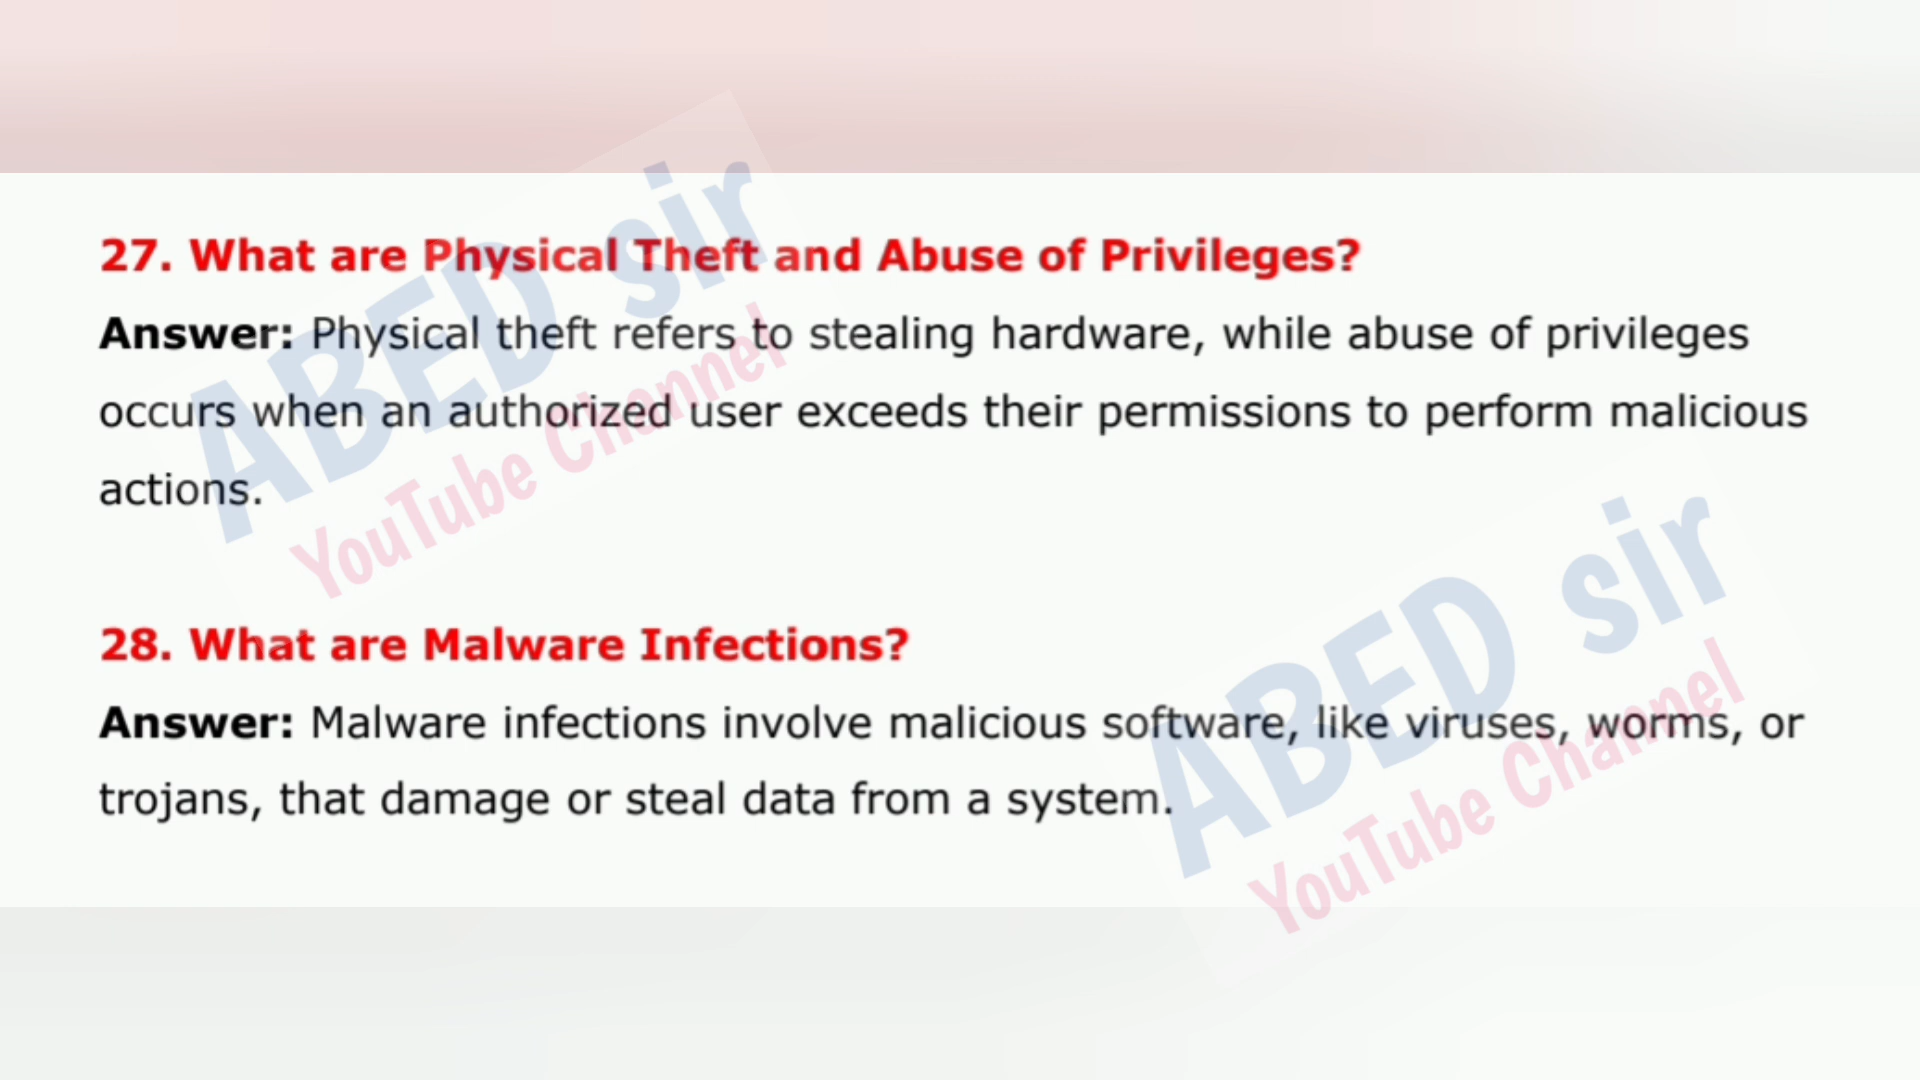 27. What are Physical Theft and Abuse of Privileges?
Answer: Physical theft refers to stealing hardware, while abuse of privileges
occurs when an authorized user exceeds their permissions to perform malicious
actions.
28. What are Malware Infections?
Answer: Malware infections involve malicious software, like viruses, worms, or
trojans, that damage or steal data from a system.
ABED sir
YouTube Channel
ABED sir
YouTube Channel